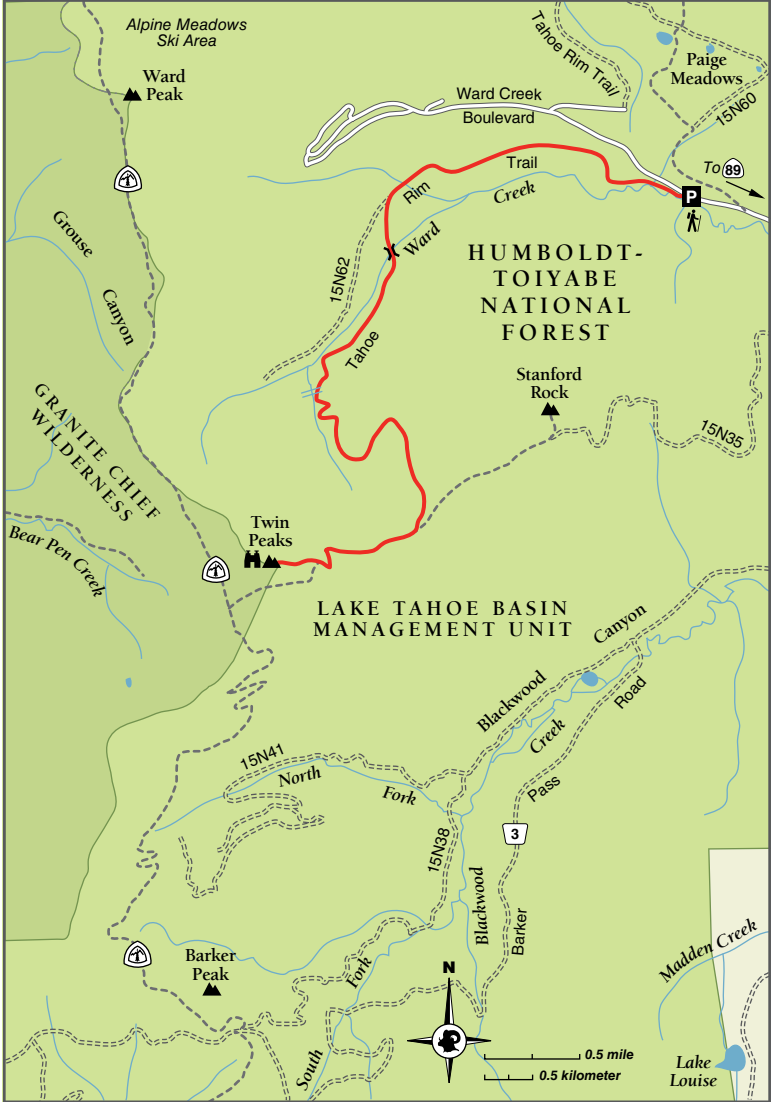 Alpine Meadows
Ski Area
Ward
Peak
Tahoe Rim Trail
Paige
Meadows
15N60
Ward Creek
Boulevard
To 89
P
Rim
Trail
Creek
Ward
Tahoe
15N62
Grouse
Canyon
HUMBOLDT-
TOIYABE
NATIONAL
FOREST
Stanford
Rock
15N35
GRANITE CHIEF
WILDERNESS
Twin
Peaks
Bear Pen Creek
LAKE TAHOE BASIN
MANAGEMENT UNIT
Blackwood
Canyon
Creek
Road
Pass
3
Barker
15N41
North
Fork
15N38
Blackwood
Barker
Peak
Fork
South
N
0.5 mile
0.5 kilometer
Madden Creek
Lake
Louise